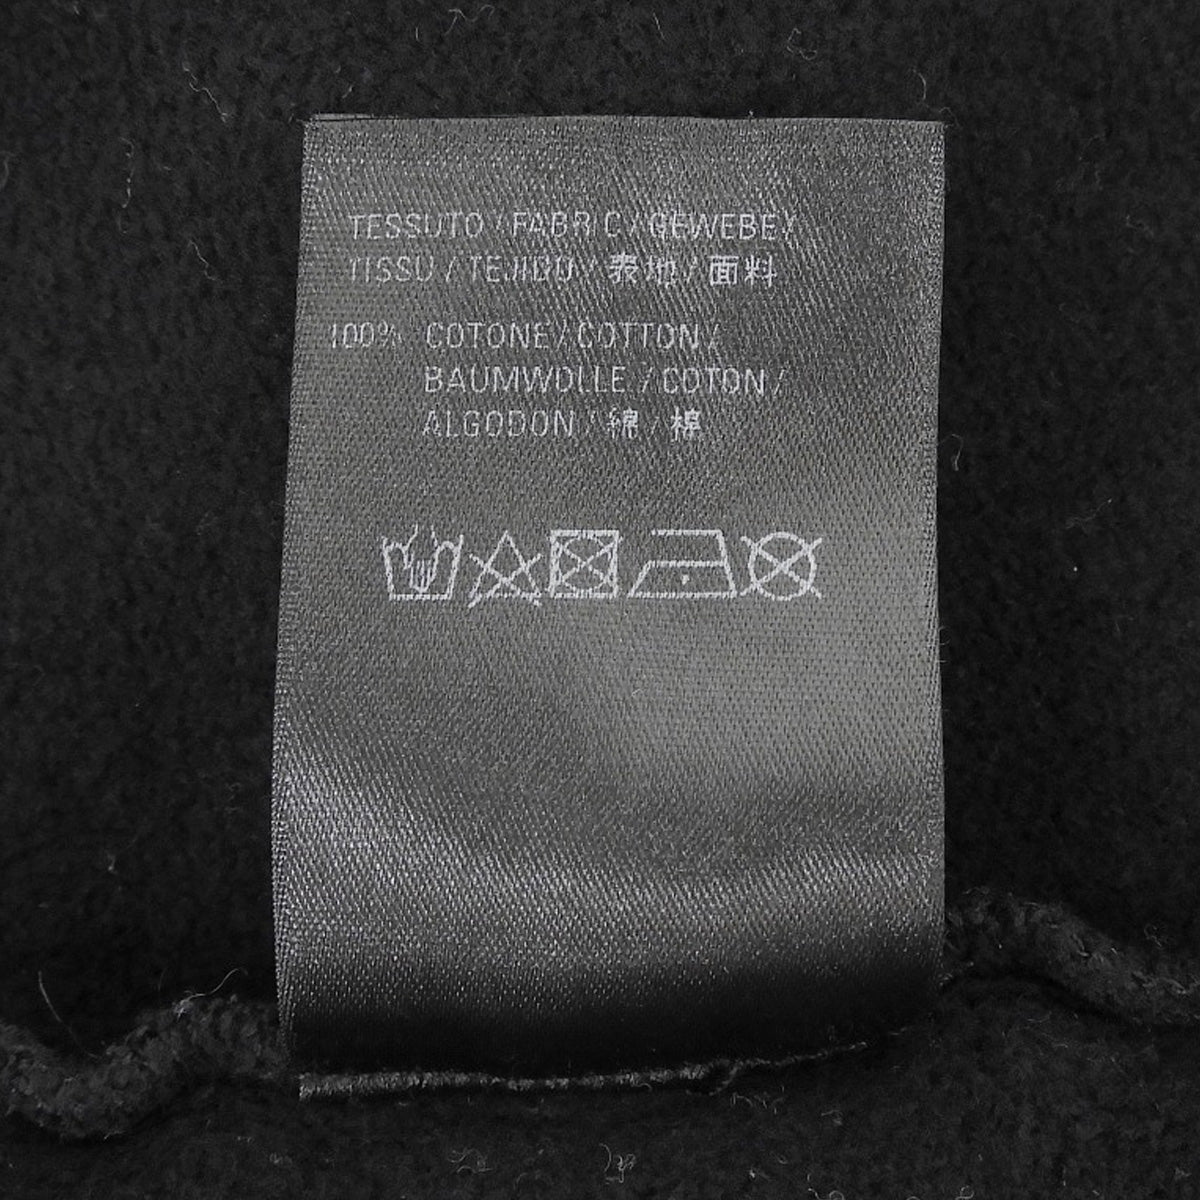 TESSUTO / FABRIC / GEWEBE /
TISSU / TEJIDO / 表地 / 面料
100% COTONE / COTTON /
BAUMWOLLE / COTON /
ALGODON / 綿 / 棉